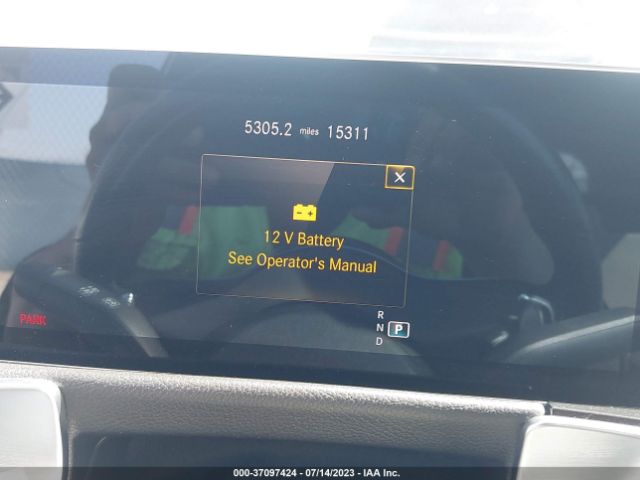 5305.2 miles 15311
X
12 V Battery
See Operator's Manual
R
N P
D
PARK
000-37097424 - 07/14/2023 - IAA Inc.